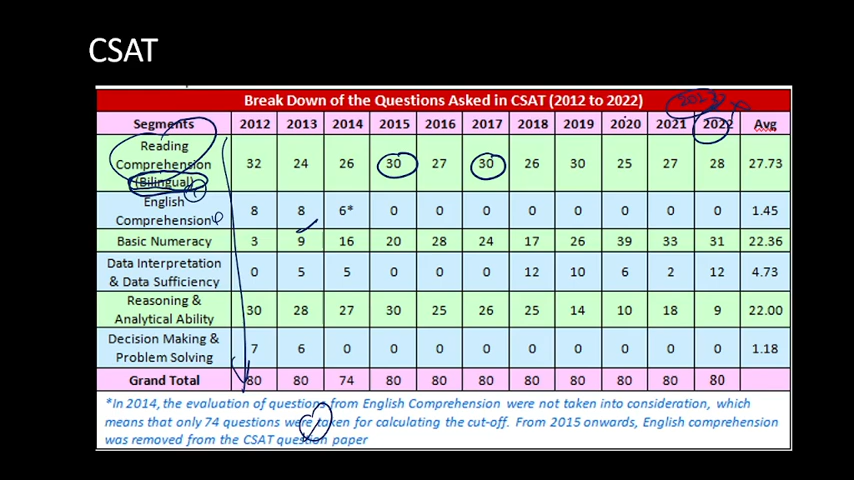 CSAT
Break Down of the Questions Asked in CSAT (2012 to 2022)
Segments 2012 2013 2014 2015 2016 2017 2018 2019 2020 2021 2022 Avg
Reading
Comprehension 32 24 26 30 27 30 26 30 25 27 28 27.73
(Bilingual)
English
Comprehension 8 8 6* 0 0 0 0 0 0 0 0 1.45
Basic Numeracy 3 9 16 20 28 24 17 26 39 33 31 22.36
Data Interpretation
& Data Sufficiency 0 5 5 0 0 0 12 10 6 2 12 4.73
Reasoning &
Analytical Ability 30 28 27 30 25 26 25 14 10 18 9 22.00
Decision Making &
Problem Solving 7 6 0 0 0 0 0 0 0 0 0 1.18
Grand Total 80 80 74 80 80 80 80 80 80 80 80
*In 2014, the evaluation of questions from English Comprehension were not taken into consideration, which
means that only 74 questions were taken for calculating the cut-off. From 2015 onwards, English comprehension
was removed from the CSAT question paper